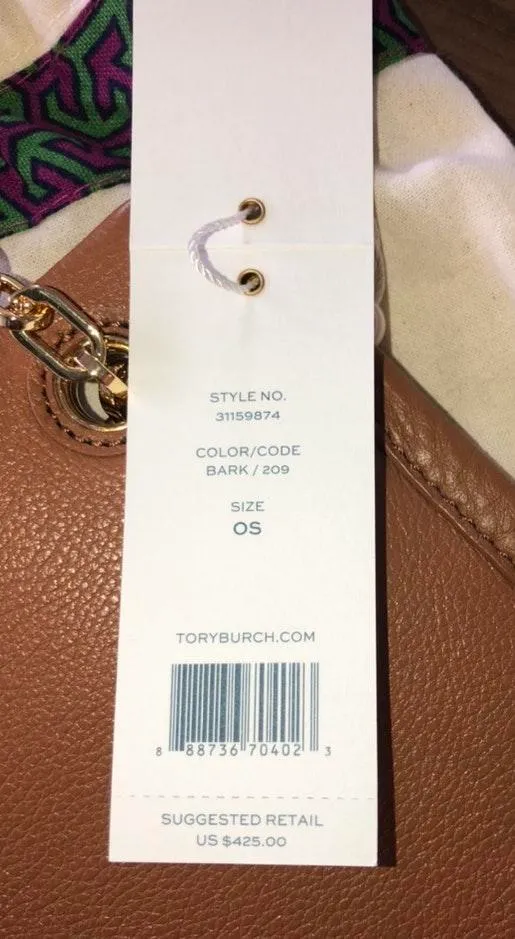 STYLE NO.
31159874
COLOR/CODE
BARK / 209
SIZE
OS
TORYBURCH.COM
8 88736 70402 3
SUGGESTED RETAIL
US $425.00